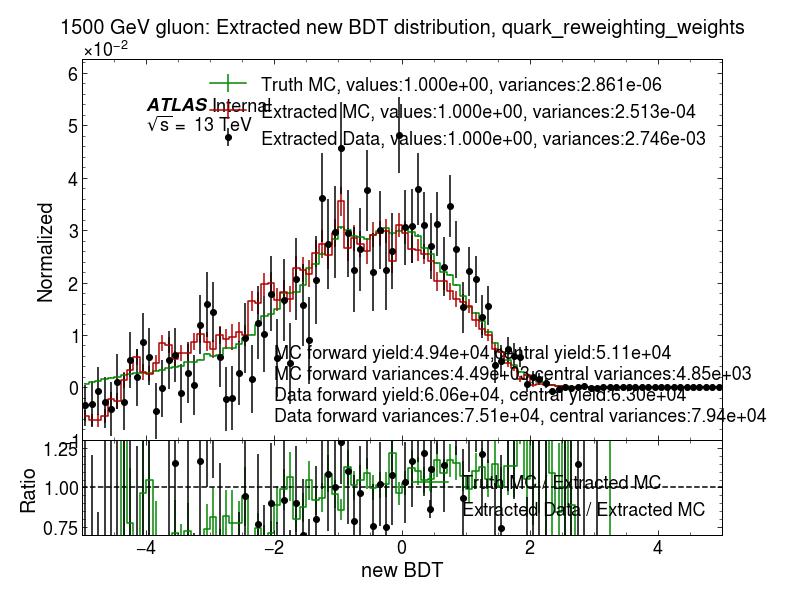 1500 GeV gluon: Extracted new BDT distribution, quark_reweighting_weights
×10⁻²
Truth MC, values:1.000e+00, variances:2.861e-06
ATLAS Internal
Extracted MC, values:1.000e+00, variances:2.513e-04
√s = 13 TeV
Extracted Data, values:1.000e+00, variances:2.746e-03
6
5
4
3
2
1
0
−1
Normalized
MC forward yield:4.94e+04, central yield:5.11e+04
MC forward variances:4.49e+03, central variances:4.85e+03
Data forward yield:6.06e+04, central yield:6.30e+04
Data forward variances:7.51e+04, central variances:7.94e+04
1.25
1.00
0.75
Ratio
Truth MC / Extracted MC
Extracted Data / Extracted MC
−4 −2 0 2 4
new BDT